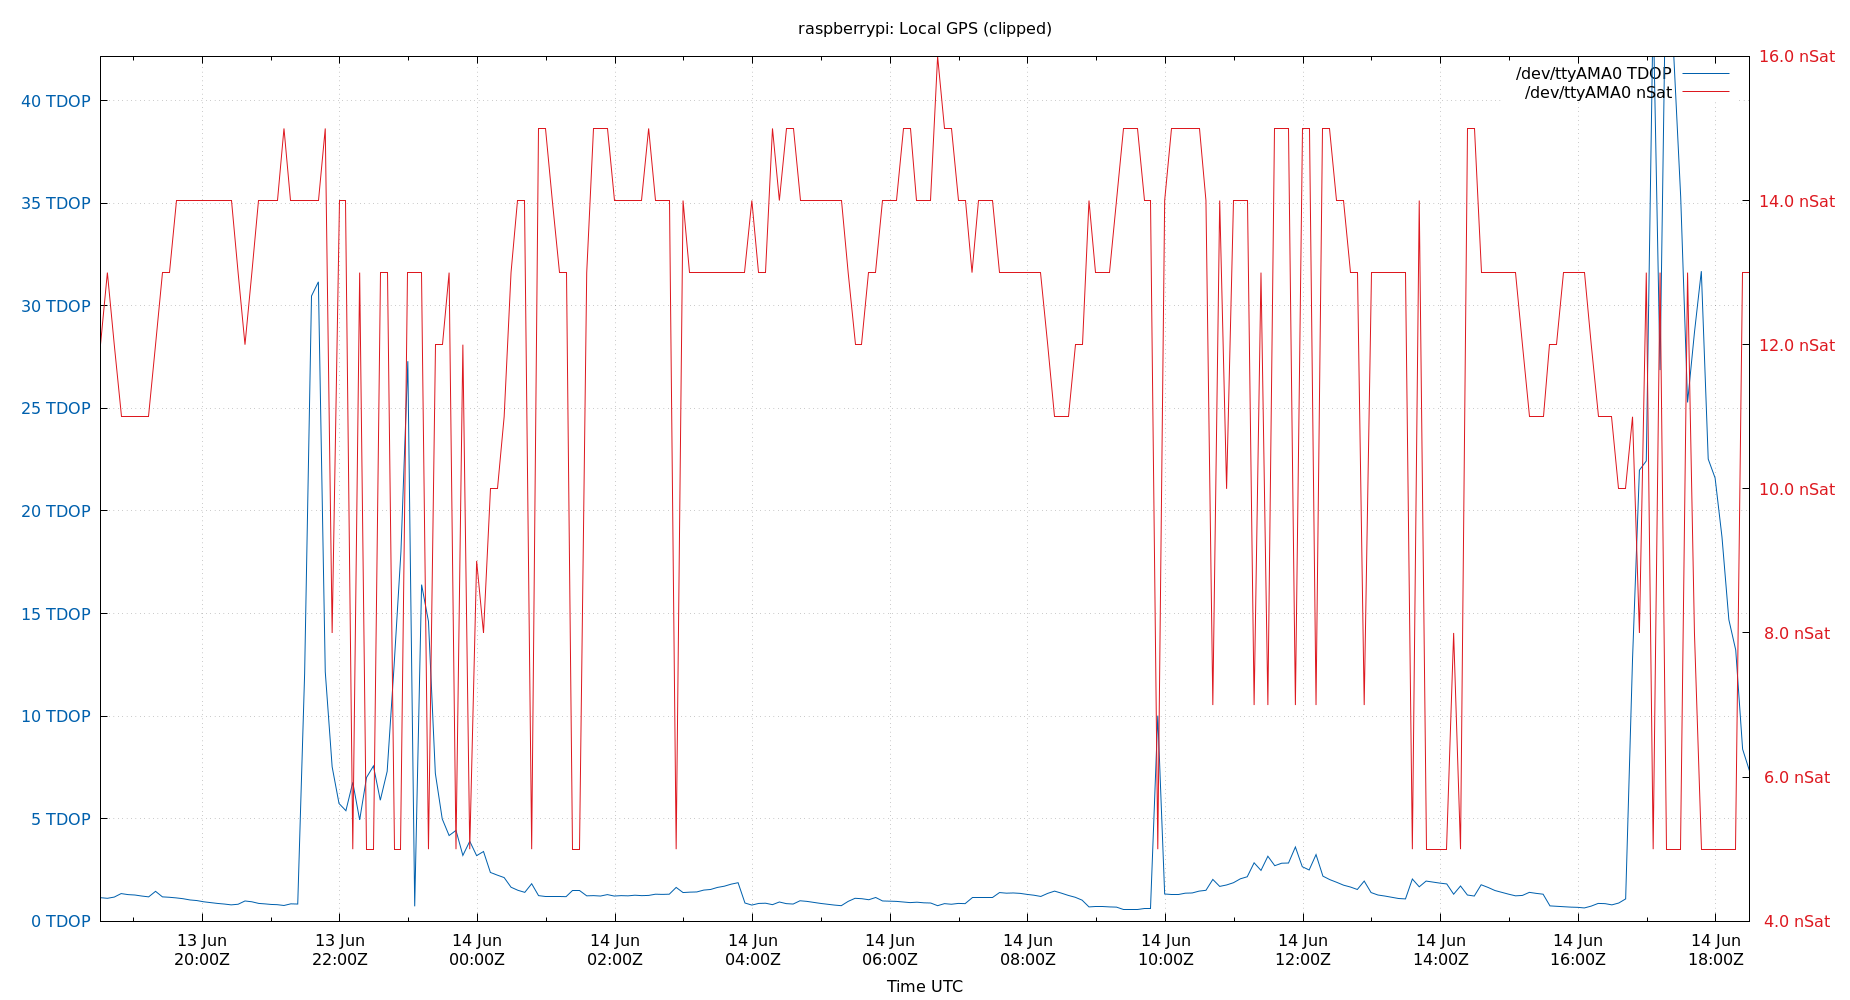 raspberrypi: Local GPS (clipped)
/dev/ttyAMA0 TDOP
/dev/ttyAMA0 nSat
40 TDOP
35 TDOP
30 TDOP
25 TDOP
20 TDOP
15 TDOP
10 TDOP
5 TDOP
0 TDOP
16.0 nSat
14.0 nSat
12.0 nSat
10.0 nSat
8.0 nSat
6.0 nSat
4.0 nSat
13 Jun 13 Jun 14 Jun 14 Jun 14 Jun 14 Jun 14 Jun 14 Jun 14 Jun 14 Jun 14 Jun 14 Jun
20:00Z 22:00Z 00:00Z 02:00Z 04:00Z 06:00Z 08:00Z 10:00Z 12:00Z 14:00Z 16:00Z 18:00Z
Time UTC